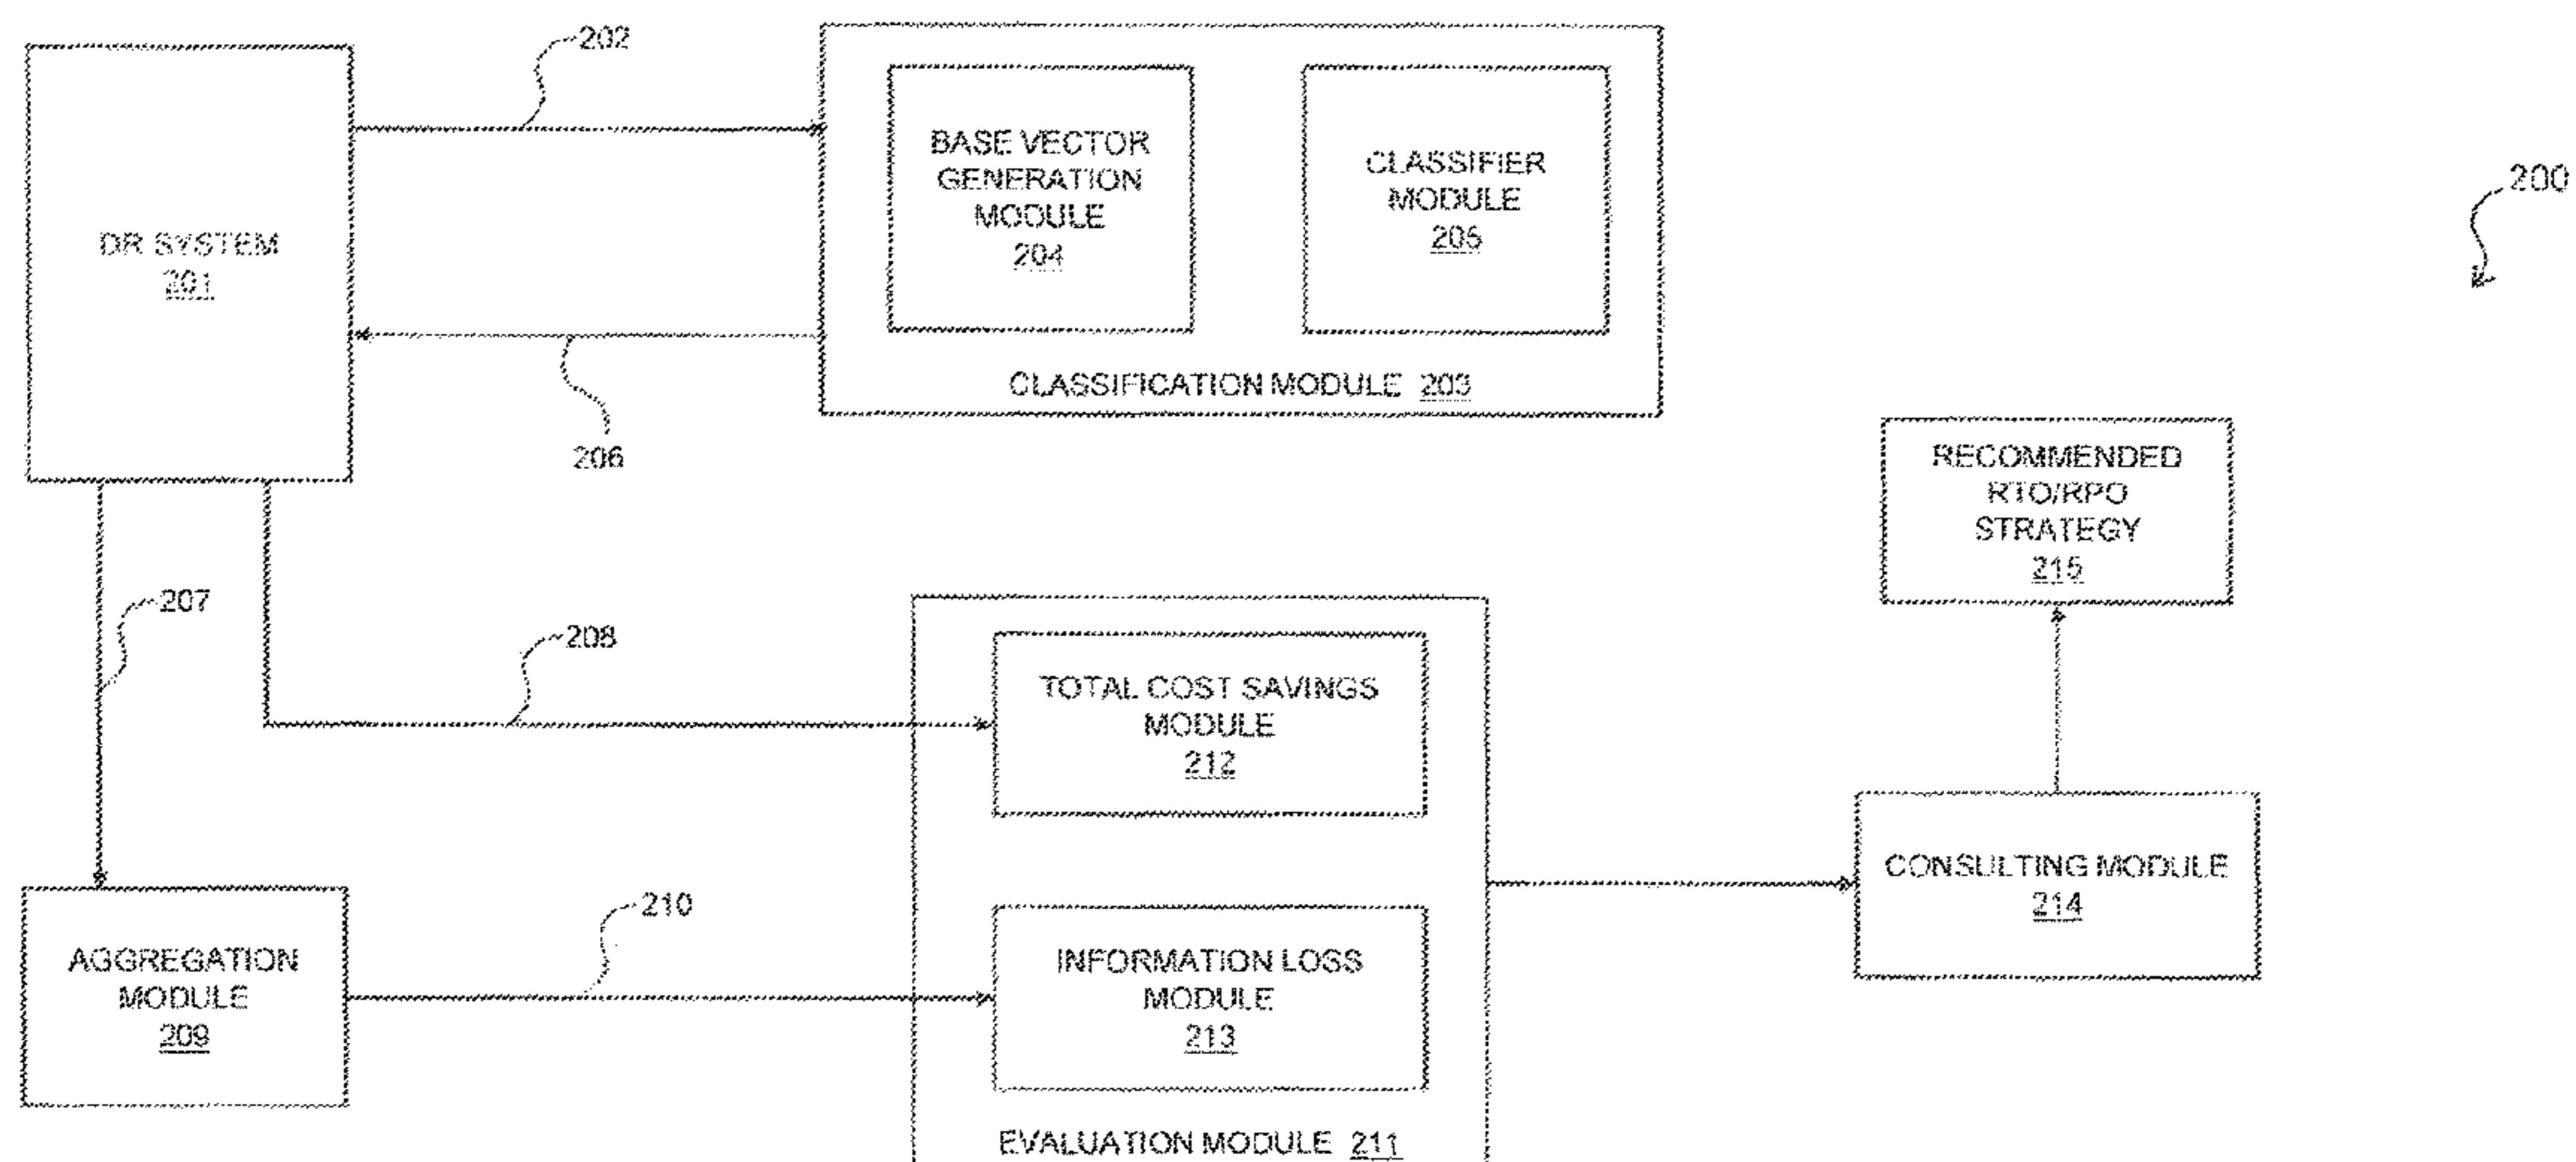 202
DR SYSTEM
201
BASE VECTOR
GENERATION
MODULE
204
CLASSIFIER
MODULE
205
CLASSIFICATION MODULE 203
200
206
RECOMMENDED
RTO/RPO
STRATEGY
215
207
208
TOTAL COST SAVINGS
MODULE
212
CONSULTING MODULE
214
210
AGGREGATION
MODULE
209
INFORMATION LOSS
MODULE
213
EVALUATION MODULE 211